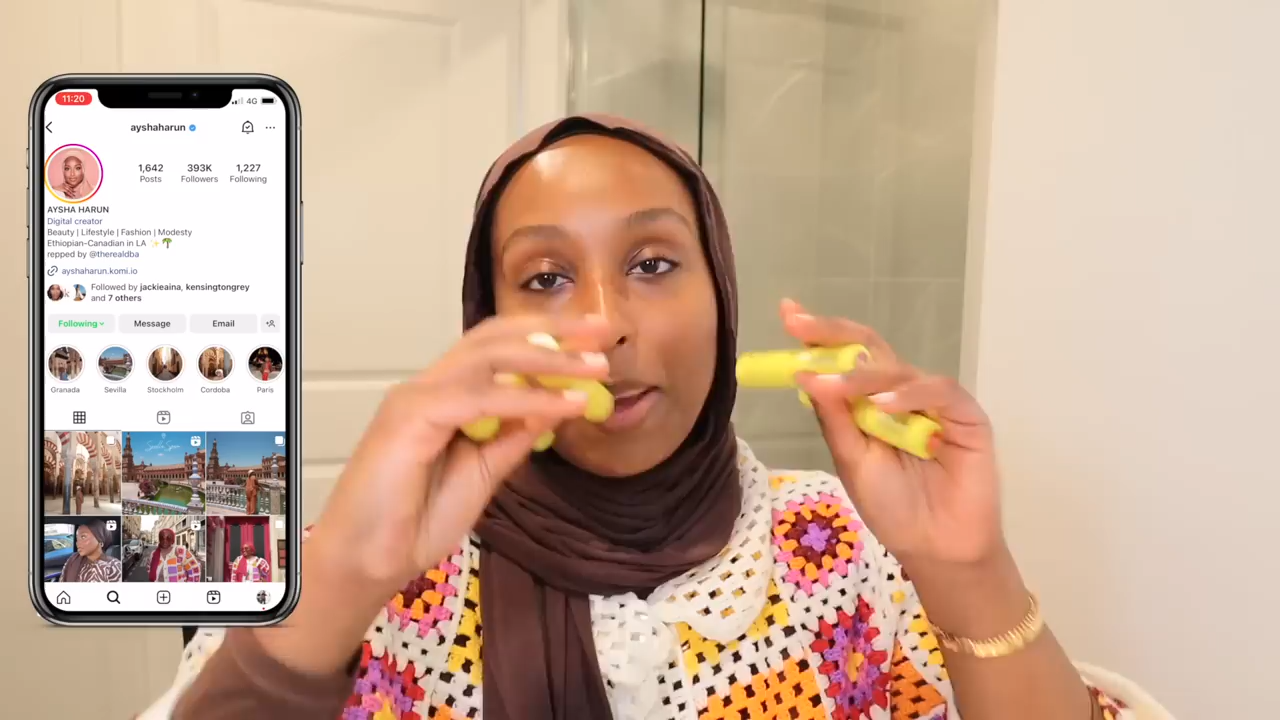 11:20
4G
ayshaharun
1,642 393K 1,227
Posts Followers Following
AYSHA HARUN
Digital creator
Beauty | Lifestyle | Fashion | Modesty
Ethiopian-Canadian in LA ✨🌴
repped by @therealdba
ayshaharun.komi.io
Followed by jackieaina, kensingtongrey
and 7 others
Following Message Email
Granada Sevilla Stockholm Cordoba Paris